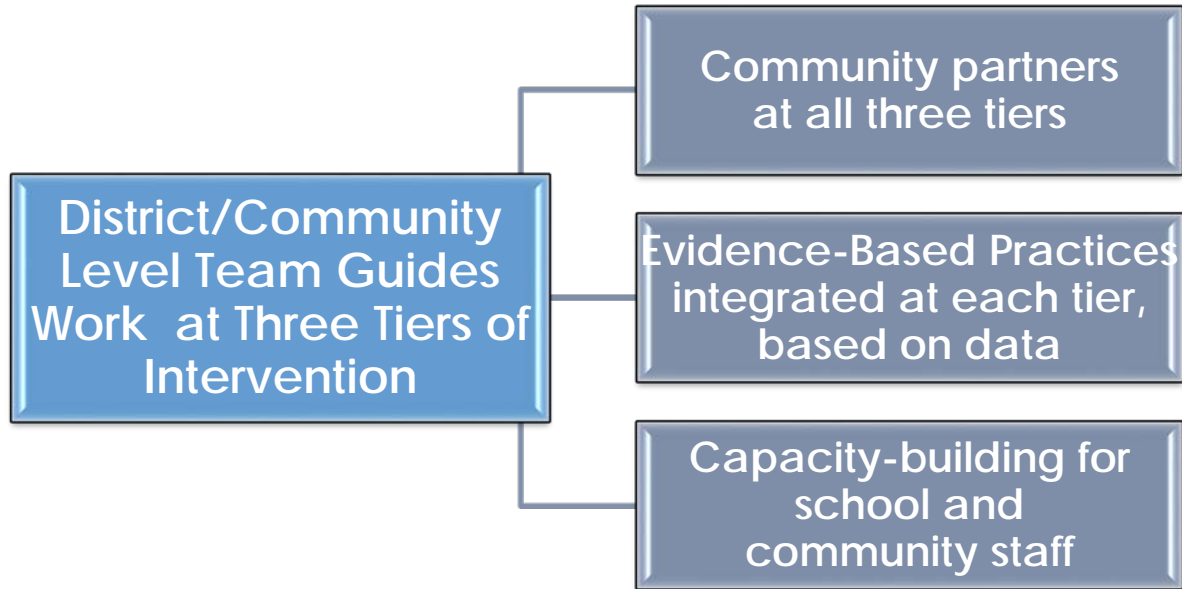 District/Community
Level Team Guides
Work at Three Tiers of
Intervention
Community partners
at all three tiers
Evidence-Based Practices
integrated at each tier,
based on data
Capacity-building for
school and
community staff